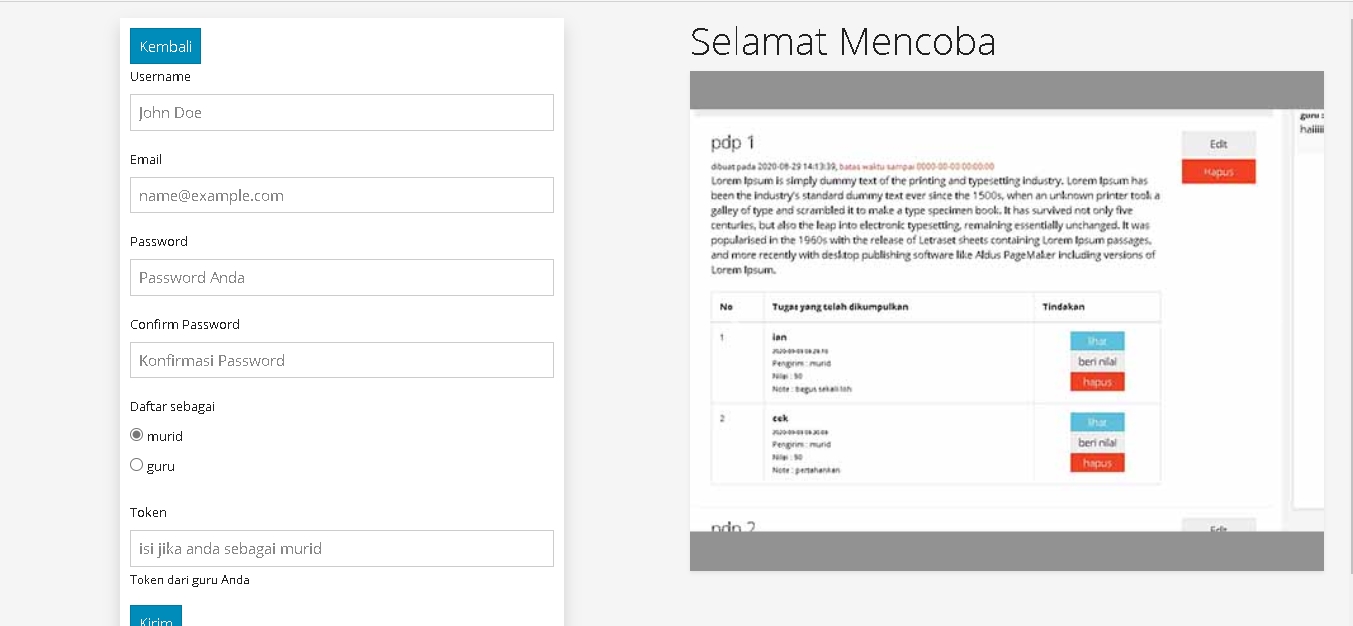 Kembali
Username
John Doe
Email
name@example.com
Password
Password Anda
Confirm Password
Konfirmasi Password
Daftar sebagai
murid
guru
Token
isi jika anda sebagai murid
Token dari guru Anda
Kirim
Selamat Mencoba
pdp 1
dibuat pada 2020-08-29 14:13:39, batas waktu sampai 0000-00-00 00:00:00
Lorem Ipsum is simply dummy text of the printing and typesetting industry. Lorem Ipsum has
been the industry's standard dummy text ever since the 1500s, when an unknown printer took a
galley of type and scrambled it to make a type specimen book. It has survived not only five
centuries, but also the leap into electronic typesetting, remaining essentially unchanged. It was
popularised in the 1960s with the release of Letraset sheets containing Lorem Ipsum passages,
and more recently with desktop publishing software like Aldus PageMaker including versions of
Lorem Ipsum.
Edit
Hapus
guru :
haiiiii
No Tugas yang telah dikumpulkan Tindakan
1 ian
Pengirim : murid
Nilai : 90
Note : bagus sekali
lihat
beri nilai
hapus
2 cek
Pengirim : murid
Nilai : 90
Note : pertahankan
lihat
beri nilai
hapus
pdp 2
Edit